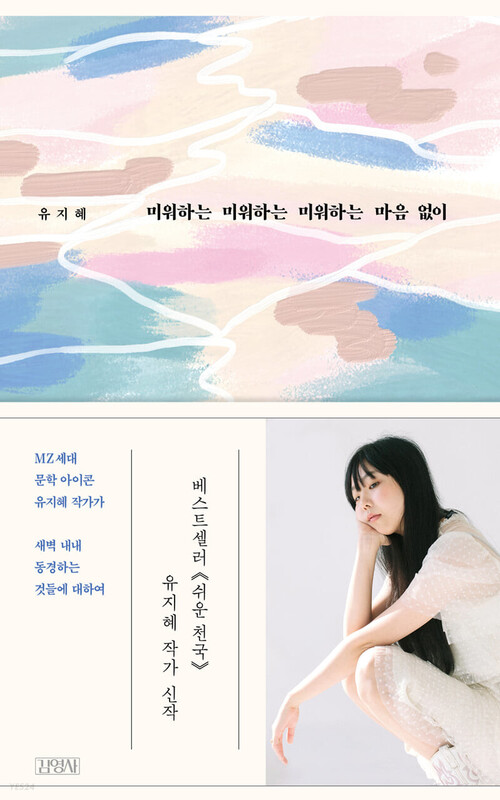 유지혜
미워하는 미워하는 미워하는 마음 없이
MZ세대
문학 아이콘
유지혜 작가가
새벽 내내
동경하는
것들에 대하여
베스트셀러 《쉬운 천국》
유지혜 작가 신작
김영사
YES24